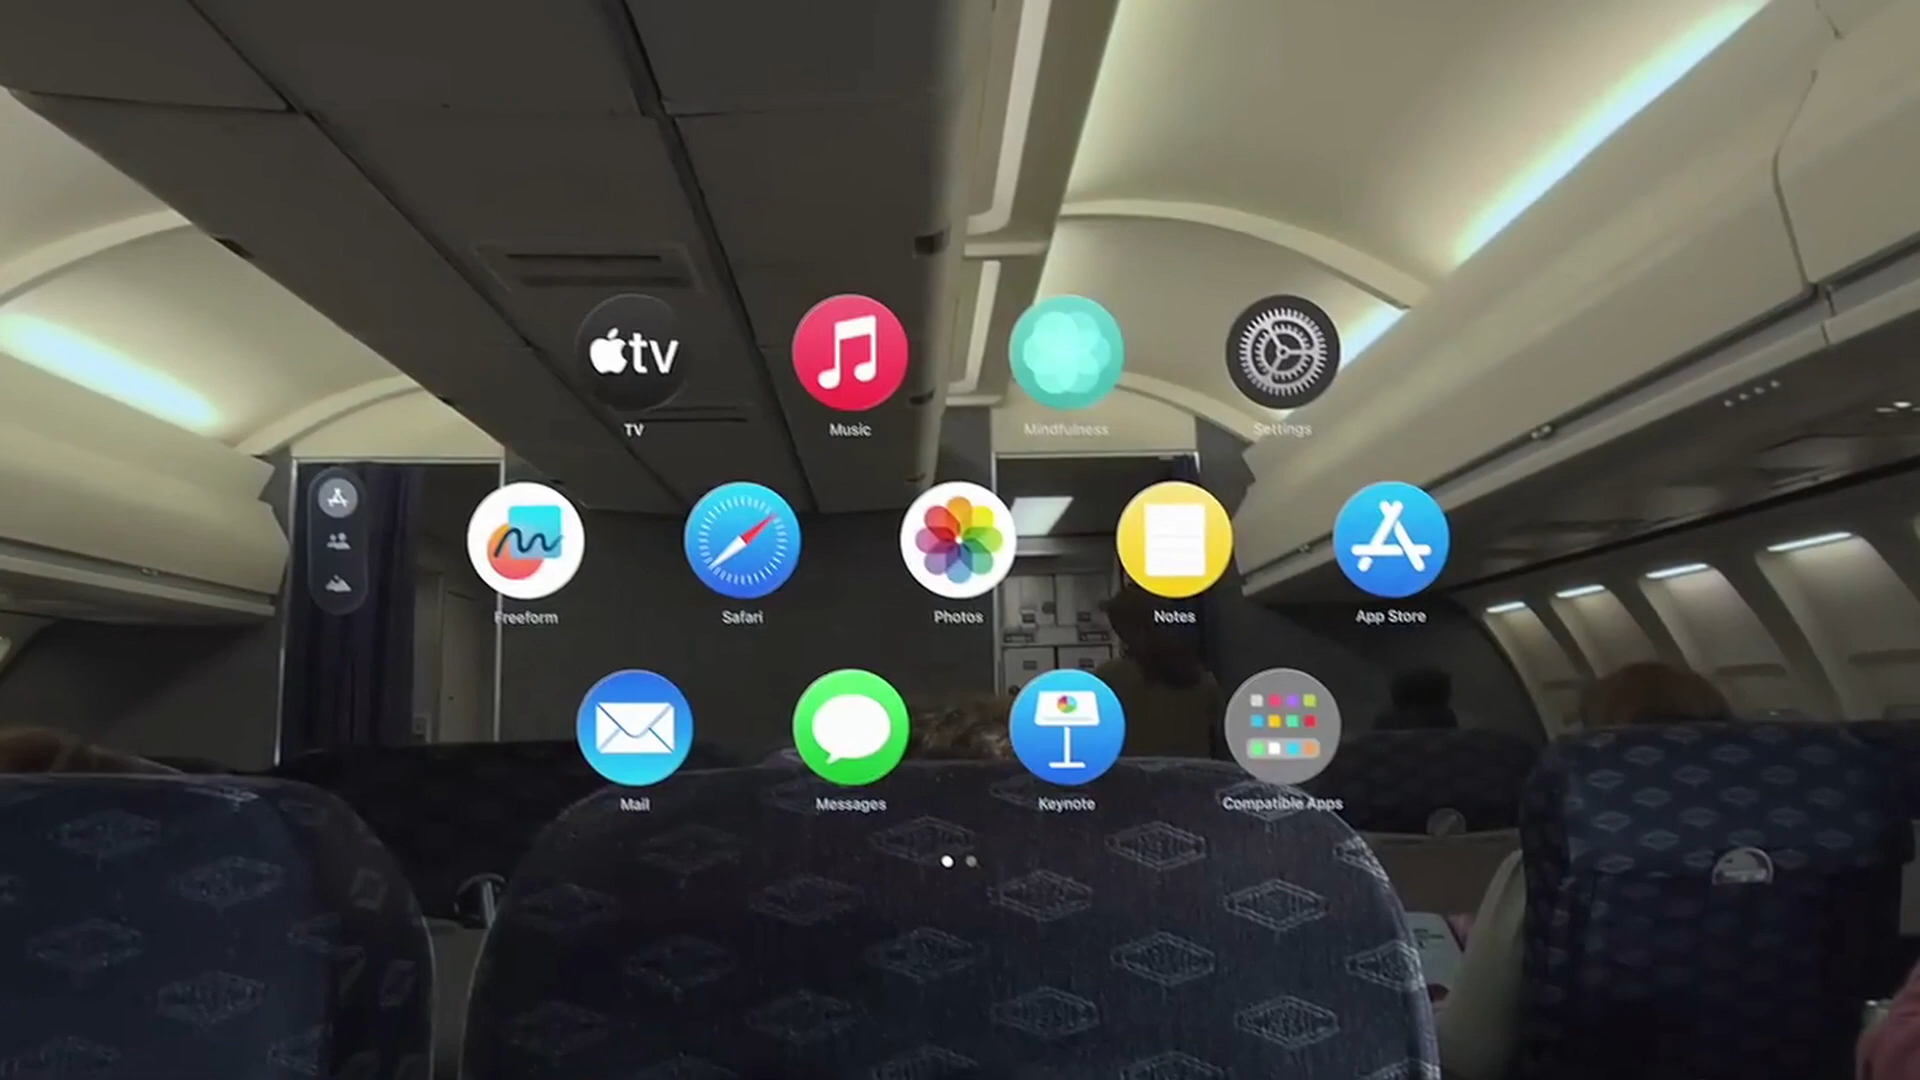 tv
TV
Music
Mindfulness
Settings
Freeform
Safari
Photos
Notes
App Store
Mail
Messages
Keynote
Compatible Apps